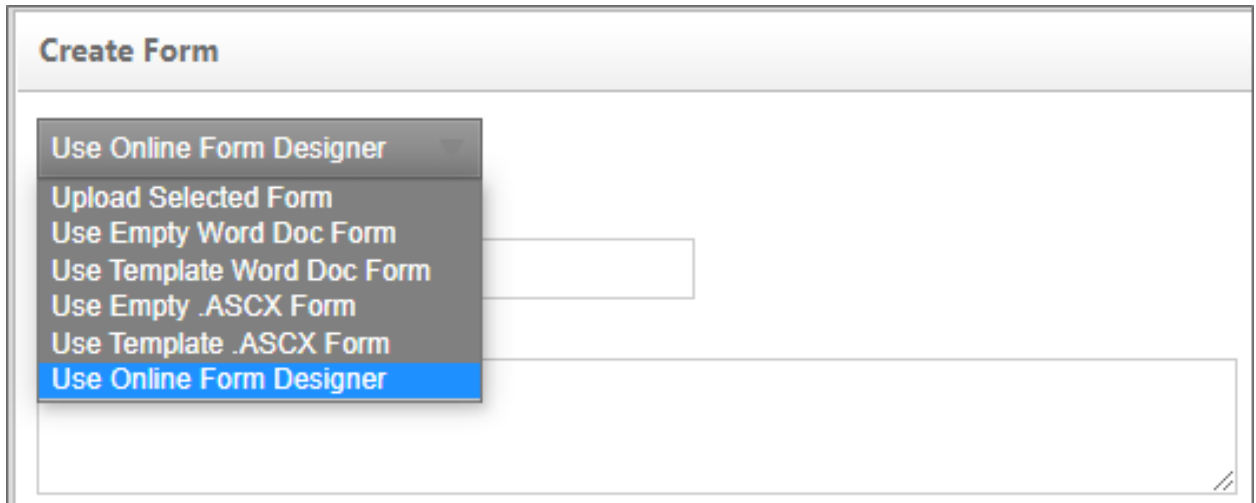 Create Form
Use Online Form Designer
Upload Selected Form
Use Empty Word Doc Form
Use Template Word Doc Form
Use Empty .ASCX Form
Use Template .ASCX Form
Use Online Form Designer